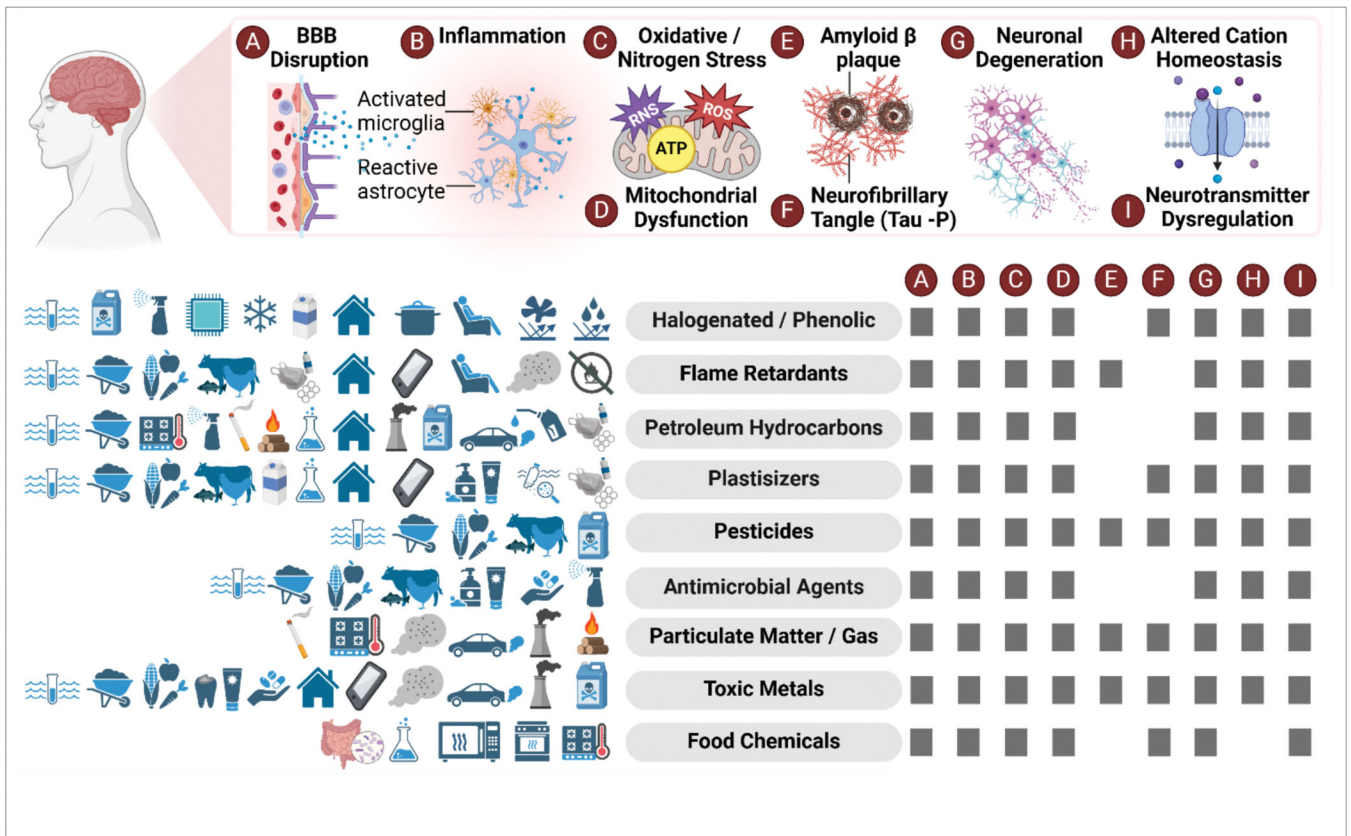 A BBB
Disruption
B Inflammation
Activated
microglia
Reactive
astrocyte
C Oxidative /
Nitrogen Stress
RNS
ROS
ATP
D Mitochondrial
Dysfunction
E Amyloid β
plaque
F Neurofibrillary
Tangle (Tau -P)
G Neuronal
Degeneration
H Altered Cation
Homeostasis
I Neurotransmitter
Dysregulation
A B C D E F G H I
Halogenated / Phenolic
Flame Retardants
Petroleum Hydrocarbons
Plastisizers
Pesticides
Antimicrobial Agents
Particulate Matter / Gas
Toxic Metals
Food Chemicals